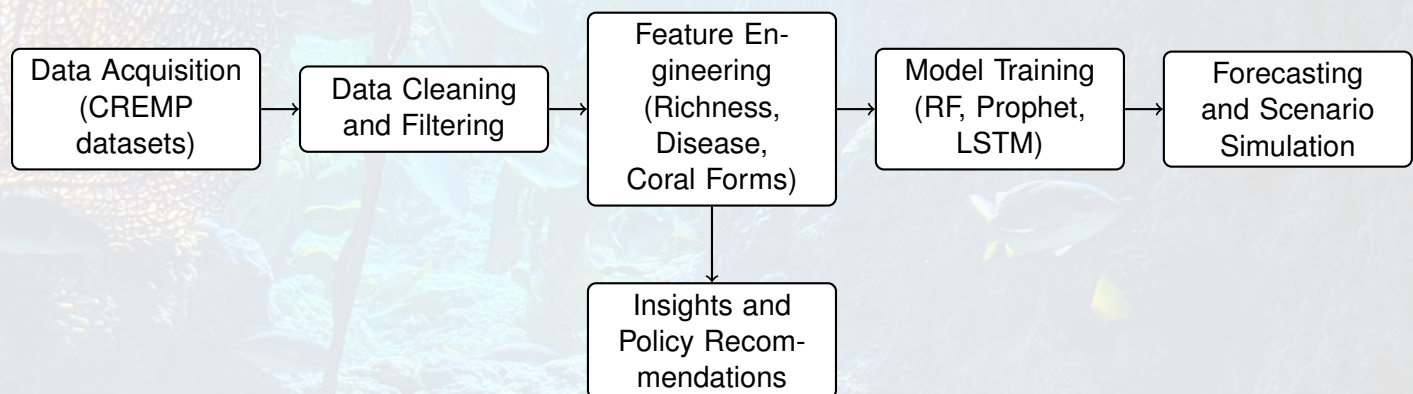 Data Acquisition
(CREMP
datasets)
Data Cleaning
and Filtering
Feature En-
gineering
(Richness,
Disease,
Coral Forms)
Model Training
(RF, Prophet,
LSTM)
Forecasting
and Scenario
Simulation
Insights and
Policy Recom-
mendations